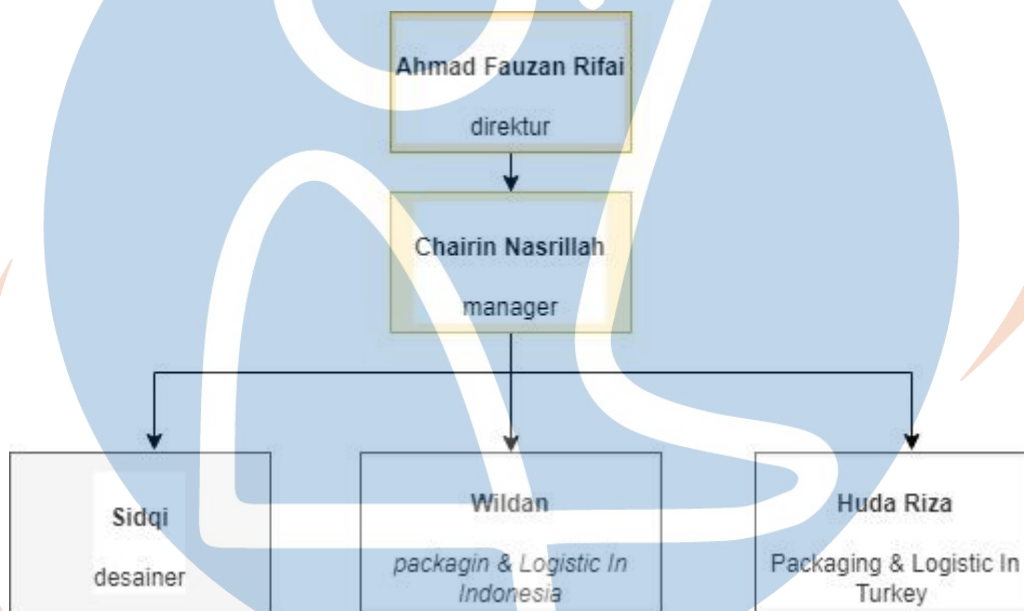 Ahmad Fauzan Rifai
direktur
Chairin Nasrillah
manager
Sidqi
desainer
Wildan
packagin & Logistic In
Indonesia
Huda Riza
Packaging & Logistic In
Turkey